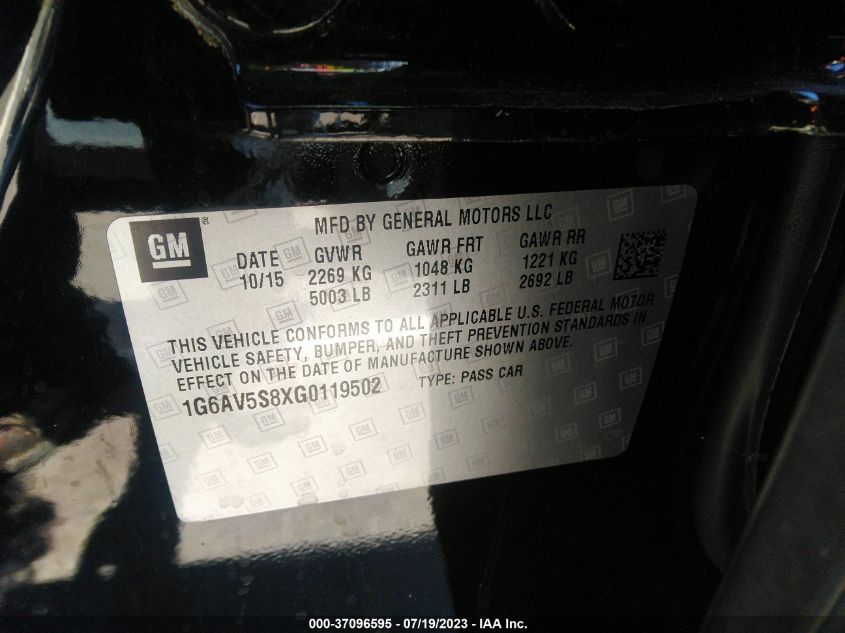 GM
®
MFD BY GENERAL MOTORS LLC
DATE GVWR GAWR FRT GAWR RR
10/15 2269 KG 1048 KG 1221 KG
5003 LB 2311 LB 2692 LB
THIS VEHICLE CONFORMS TO ALL APPLICABLE U.S. FEDERAL MOTOR
VEHICLE SAFETY, BUMPER, AND THEFT PREVENTION STANDARDS IN
EFFECT ON THE DATE OF MANUFACTURE SHOWN ABOVE.
1G6AV5S8XG0119502 TYPE: PASS CAR
000-37096595 - 07/19/2023 - IAA Inc.